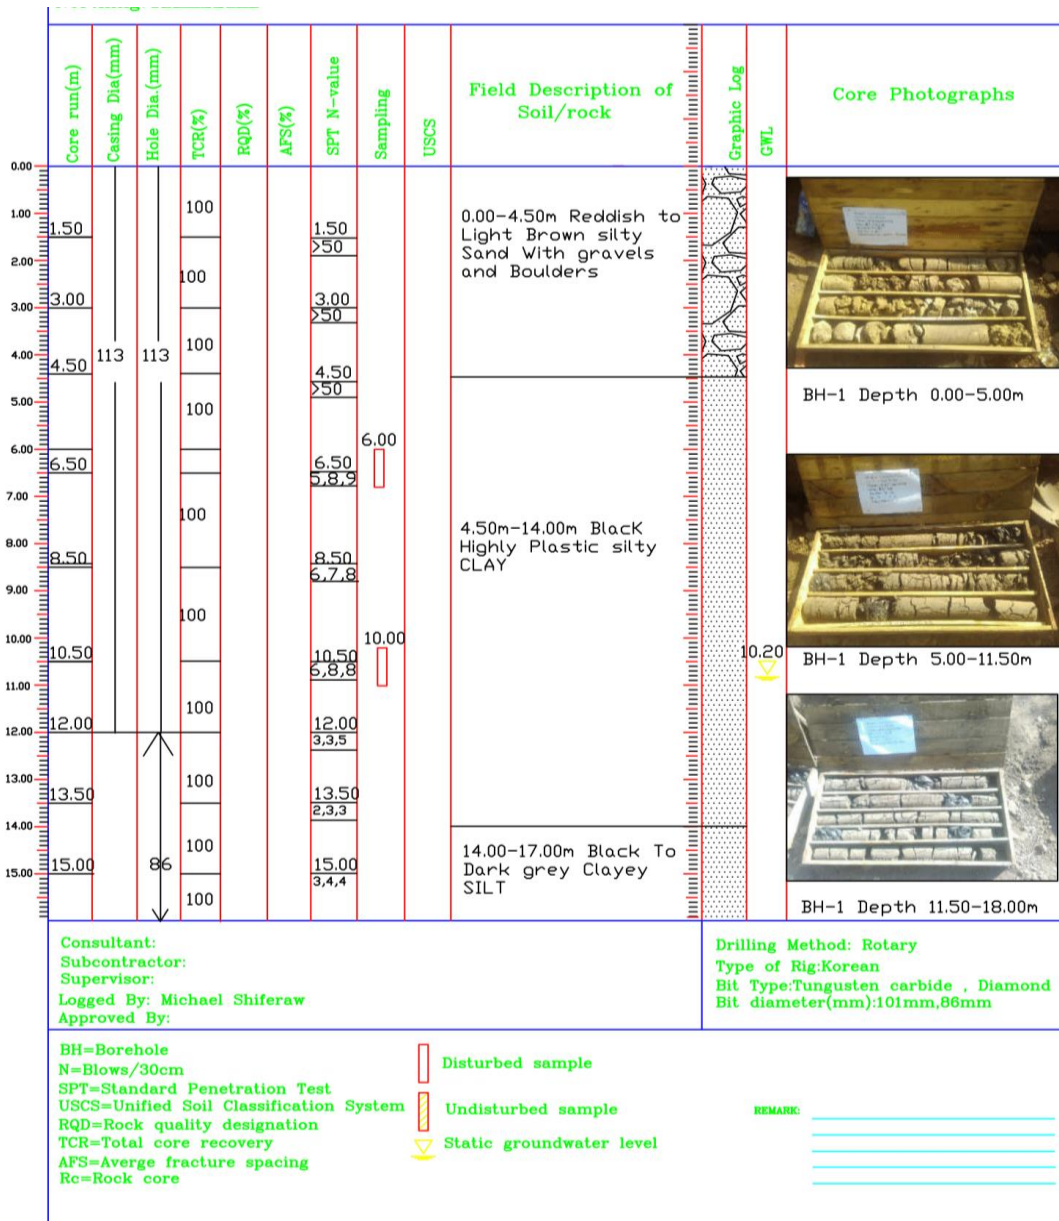 Core run(m)
Casing Dia(mm)
Hole Dia.(mm)
TCR(%)
RQD(%)
AFS(%)
SPT N-value
Sampling
USCS
Field Description of
Soil/rock
Graphic Log
GWL
Core Photographs
0.00
1.00
2.00
3.00
4.00
5.00
6.00
7.00
8.00
9.00
10.00
11.00
12.00
13.00
14.00
15.00
1.50
3.00
4.50
6.50
8.50
10.50
12.00
13.50
15.00
113
113
86
100
100
100
100
100
100
100
100
100
100
1.50
>50
3.00
>50
4.50
>50
6.50
5,8,9
8.50
6,7,8
10.50
6,8,8
12.00
3,3,5
13.50
2,3,3
15.00
3,4,4
6.00
10.00
0.00-4.50m Reddish to
Light Brown silty
Sand With gravels
and Boulders
4.50m-14.00m BlacK
Highly Plastic silty
CLAY
14.00-17.00m Black To
Dark grey Clayey
SILT
10.20
BH-1 Depth 0.00-5.00m
BH-1 Depth 5.00-11.50m
BH-1 Depth 11.50-18.00m
Consultant:
Subcontractor:
Supervisor:
Logged By: Michael Shiferaw
Approved By:
Drilling Method: Rotary
Type of Rig:Korean
Bit Type:Tungusten carbide , Diamond
Bit diameter(mm):101mm,86mm
BH=Borehole
N=Blows/30cm
SPT=Standard Penetration Test
USCS=Unified Soil Classification System
RQD=Rock quality designation
TCR=Total core recovery
AFS=Averge fracture spacing
Rc=Rock core
Disturbed sample
Undisturbed sample
Static groundwater level
REMARK: